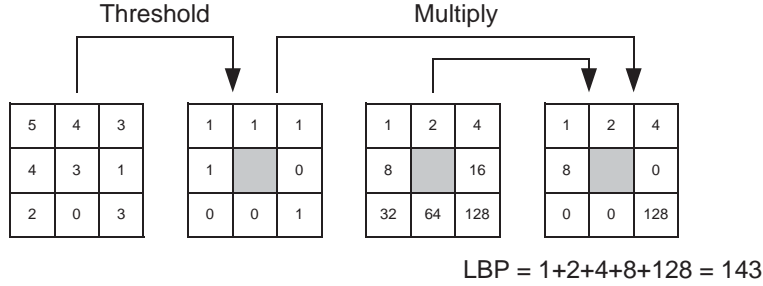 Threshold Multiply
5 4 3 1 1 1 1 2 4 1 2 4
4 3 1 1 0 8 16 8 0
2 0 3 0 0 1 32 64 128 0 0 128
LBP = 1+2+4+8+128 = 143